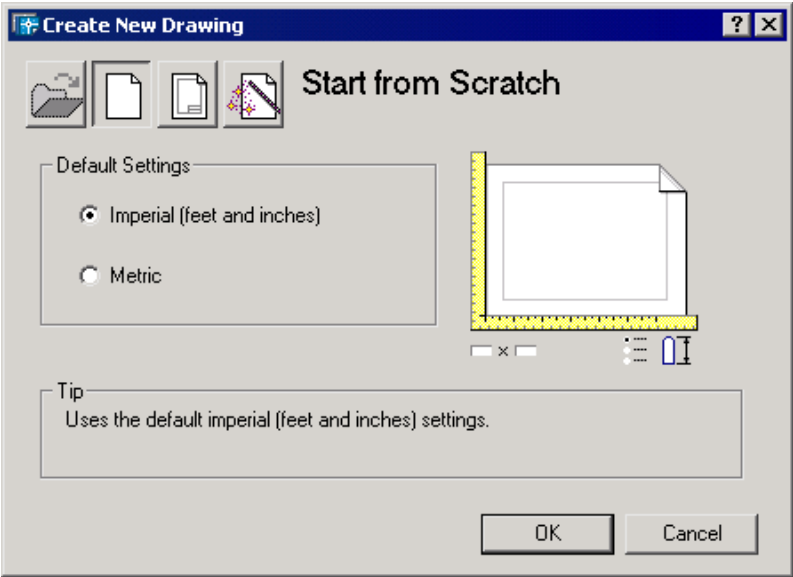 Create New Drawing
Start from Scratch
Default Settings
Imperial (feet and inches)
Metric
Tip
Uses the default imperial (feet and inches) settings.
OK
Cancel